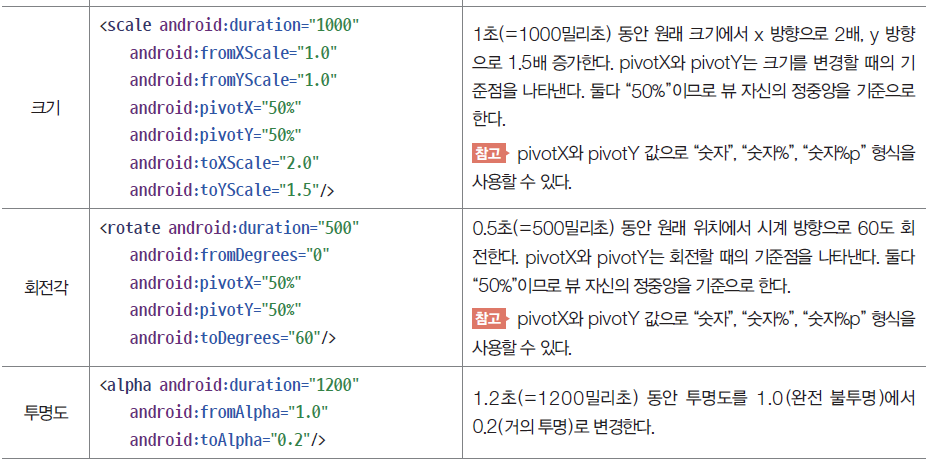 크기
<scale android:duration="1000"
android:fromXScale="1.0"
android:fromYScale="1.0"
android:pivotX="50%"
android:pivotY="50%"
android:toXScale="2.0"
android:toYScale="1.5"/>
1초(=1000밀리초) 동안 원래 크기에서 x 방향으로 2배, y 방향
으로 1.5배 증가한다. pivotX와 pivotY는 크기를 변경할 때의 기
준점을 나타낸다. 둘다 “50%”이므로 뷰 자신의 정중앙을 기준으로
한다.
참고 pivotX와 pivotY 값으로 “숫자”, “숫자%”, “숫자%p” 형식을
사용할 수 있다.
회전각
<rotate android:duration="500"
android:fromDegrees="0"
android:pivotX="50%"
android:pivotY="50%"
android:toDegrees="60"/>
0.5초(=500밀리초) 동안 원래 위치에서 시계 방향으로 60도 회
전한다. pivotX와 pivotY는 회전할 때의 기준점을 나타낸다. 둘다
“50%”이므로 뷰 자신의 정중앙을 기준으로 한다.
참고 pivotX와 pivotY 값으로 “숫자”, “숫자%”, “숫자%p” 형식을
사용할 수 있다.
투명도
<alpha android:duration="1200"
android:fromAlpha="1.0"
android:toAlpha="0.2"/>
1.2초(=1200밀리초) 동안 투명도를 1.0(완전 불투명)에서
0.2(거의 투명)로 변경한다.